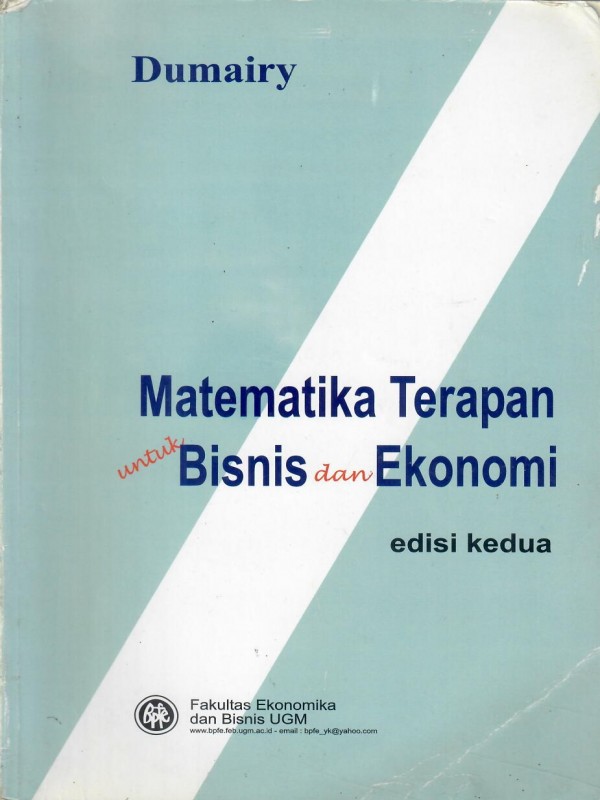 Dumairy
Matematika Terapan
untuk Bisnis dan Ekonomi
edisi kedua
bpfe
Fakultas Ekonomika
dan Bisnis UGM
www.bpfe.feb.ugm.ac.id - email : bpfe_yk@yahoo.com